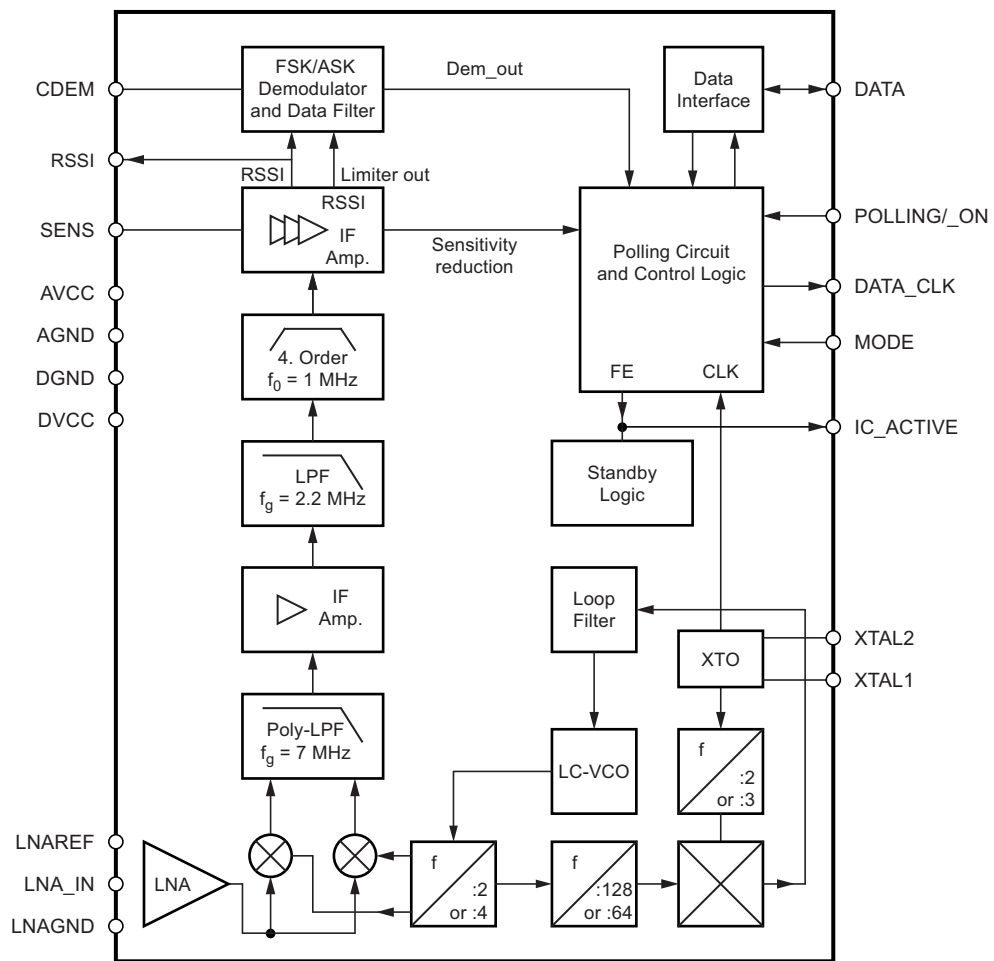 CDEM
RSSI
SENS
AVCC
AGND
DGND
DVCC
LNAREF
LNA_IN
LNAGND
FSK/ASK
Demodulator
and Data Filter
Dem_out
RSSI
Limiter out
RSSI
IF
Amp.
Sensitivity
reduction
4. Order
f0 = 1 MHz
LPF
fg = 2.2 MHz
IF
Amp.
Poly-LPF
fg = 7 MHz
LNA
Data
Interface
Polling Circuit
and Control Logic
FE
CLK
Standby
Logic
Loop
Filter
XTO
LC-VCO
f
:2
or :3
f
:2
or :4
f
:128
or :64
DATA
POLLING/_ON
DATA_CLK
MODE
IC_ACTIVE
XTAL2
XTAL1